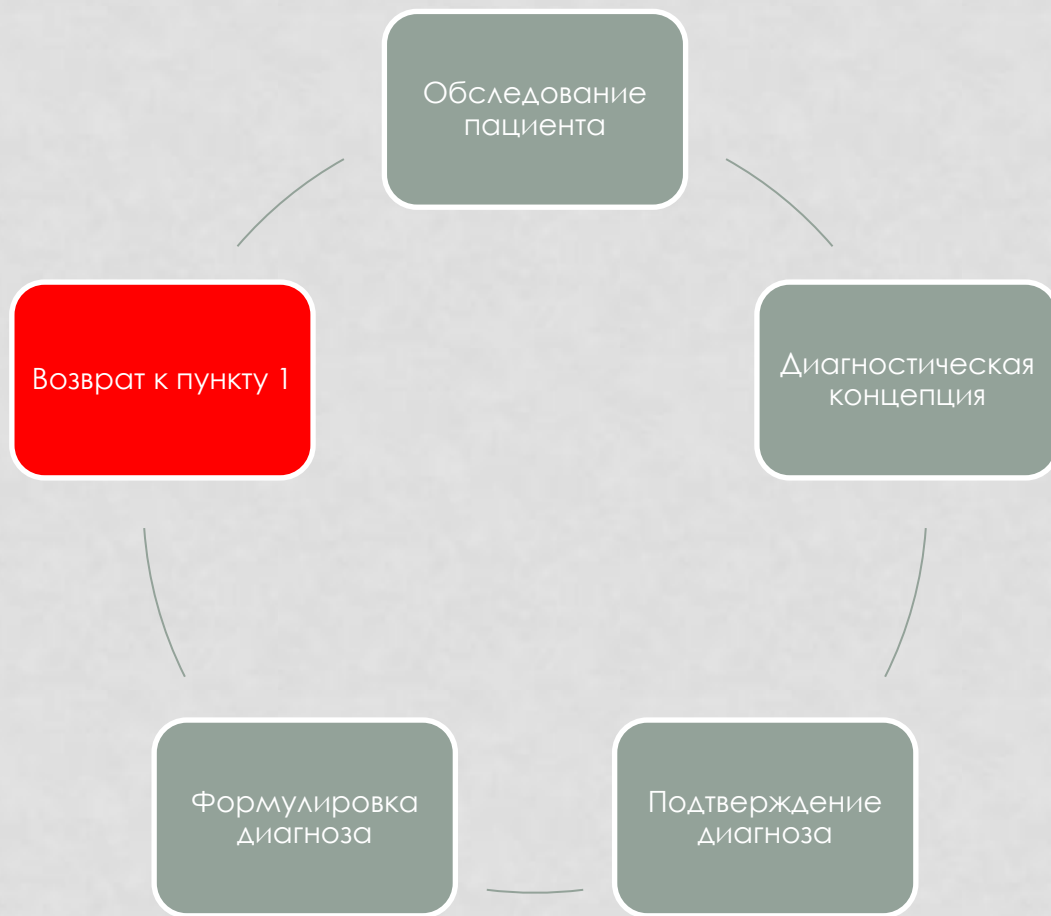 Обследование
пациента
Диагностическая
концепция
Подтверждение
диагноза
Формулировка
диагноза
Возврат к пункту 1